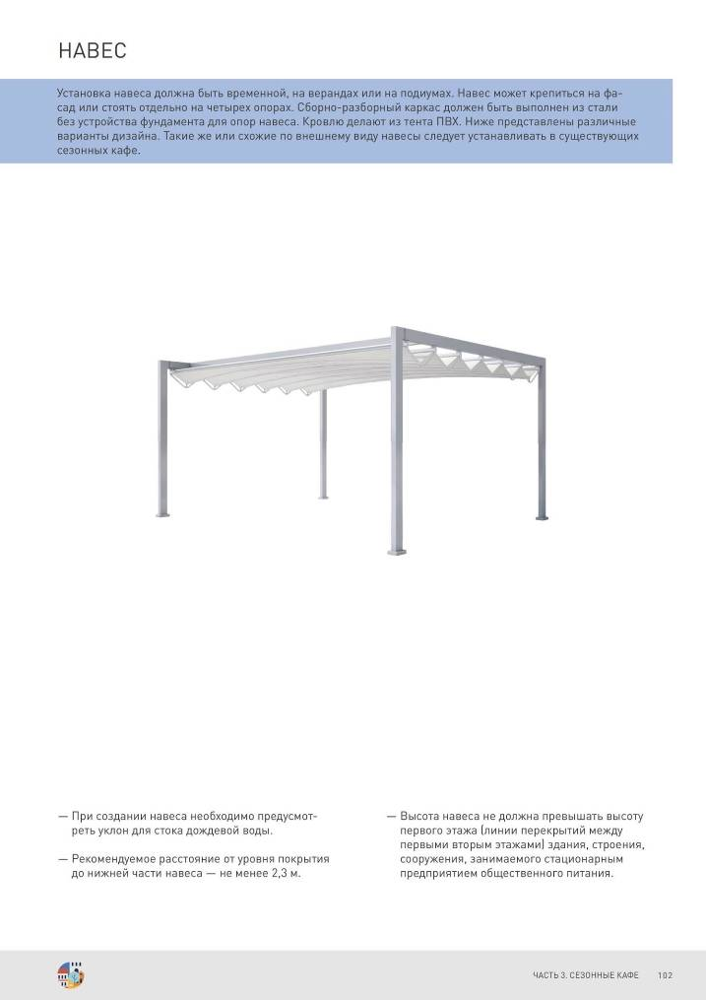 НАВЕС
Установка навеса должна быть временной, на верандах или на подиумах. Навес может крепиться на фа-
сад или стоять отдельно на четырех опорах. Сборно-разборный каркас должен быть выполнен из стали
без устройства фундамента для опор навеса. Кровлю делают из тента ПВХ. Ниже представлены различные
варианты дизайна. Такие же или схожие по внешнему виду навесы следует устанавливать в существующих
сезонных кафе.
— При создании навеса необходимо предусмот-
реть уклон для стока дождевой воды.
— Рекомендуемое расстояние от уровня покрытия
до нижней части навеса — не менее 2,3 м.
— Высота навеса не должна превышать высоту
первого этажа (линии перекрытий между
первыми вторым этажами) здания, строения,
сооружения, занимаемого стационарным
предприятием общественного питания.
ЧАСТЬ 3. СЕЗОННЫЕ КАФЕ 102